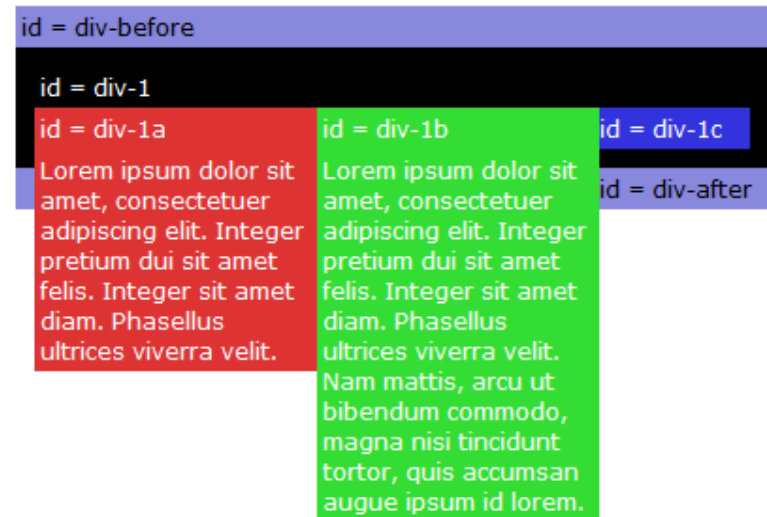 id = div-before
id = div-1
id = div-1a
Lorem ipsum dolor sit
amet, consectetuer
adipiscing elit. Integer
pretium dui sit amet
felis. Integer sit amet
diam. Phasellus
ultrices viverra velit.
id = div-1b
Lorem ipsum dolor sit
amet, consectetuer
adipiscing elit. Integer
pretium dui sit amet
felis. Integer sit amet
diam. Phasellus
ultrices viverra velit.
Nam mattis, arcu ut
bibendum commodo,
magna nisi tincidunt
tortor, quis accumsan
augue ipsum id lorem.
id = div-1c
id = div-after